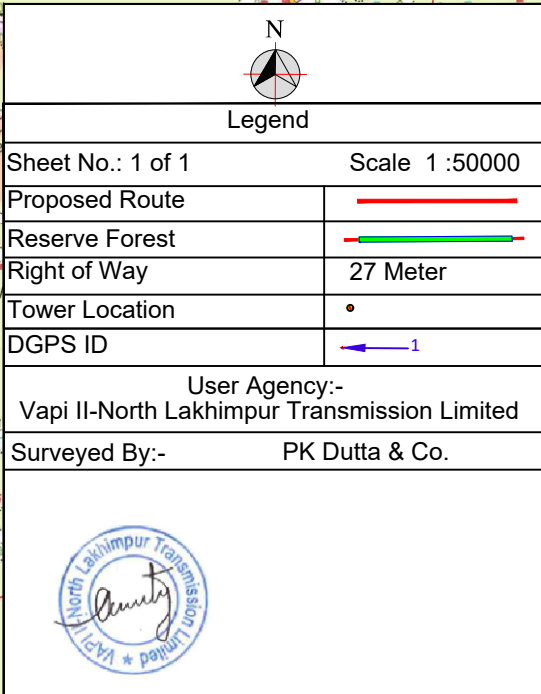 N
Legend
Sheet No.: 1 of 1 Scale 1 :50000
Proposed Route
Reserve Forest
Right of Way 27 Meter
Tower Location
DGPS ID 1
User Agency:-
Vapi II-North Lakhimpur Transmission Limited
Surveyed By:- PK Dutta & Co.
VAPI II North Lakhimpur Transmission Limited *